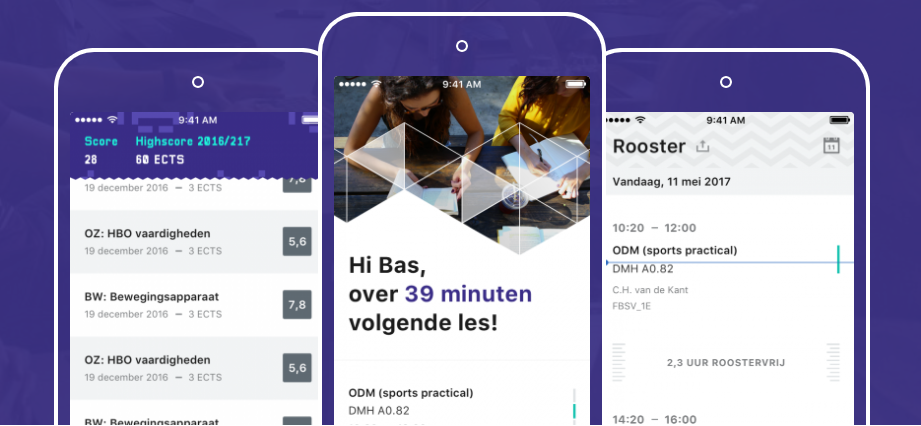 9:41 AM
Score Highscore 2016/217
28 60 ECTS
19 december 2016 – 3 ECTS
7,8
OZ: HBO vaardigheden
19 december 2016 – 3 ECTS
5,6
BW: Bewegingsapparaat
19 december 2016 – 3 ECTS
7,8
OZ: HBO vaardigheden
19 december 2016 – 3 ECTS
5,6
BW: Bewegingsapparaat
9:41 AM
Hi Bas,
over 39 minuten
volgende les!
ODM (sports practical)
DMH A0.82
9:41 AM
Rooster
11
Vandaag, 11 mei 2017
10:20 – 12:00
ODM (sports practical)
DMH A0.82
C.H. van de Kant
FBSV_1E
2,3 UUR ROOSTERVRIJ
14:20 – 16:00